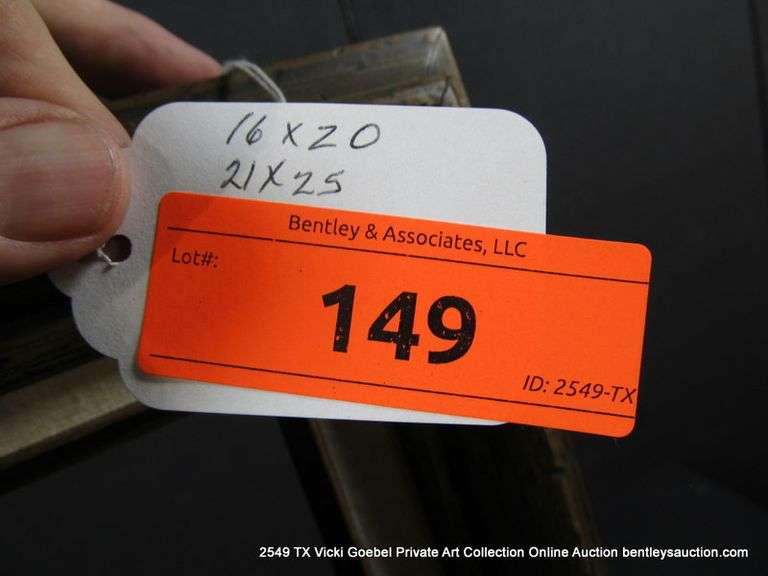 16 x 20
21 x 25
Bentley & Associates, LLC
Lot#:
149
ID: 2549-TX
2549 TX Vicki Goebel Private Art Collection Online Auction bentleysauction.com